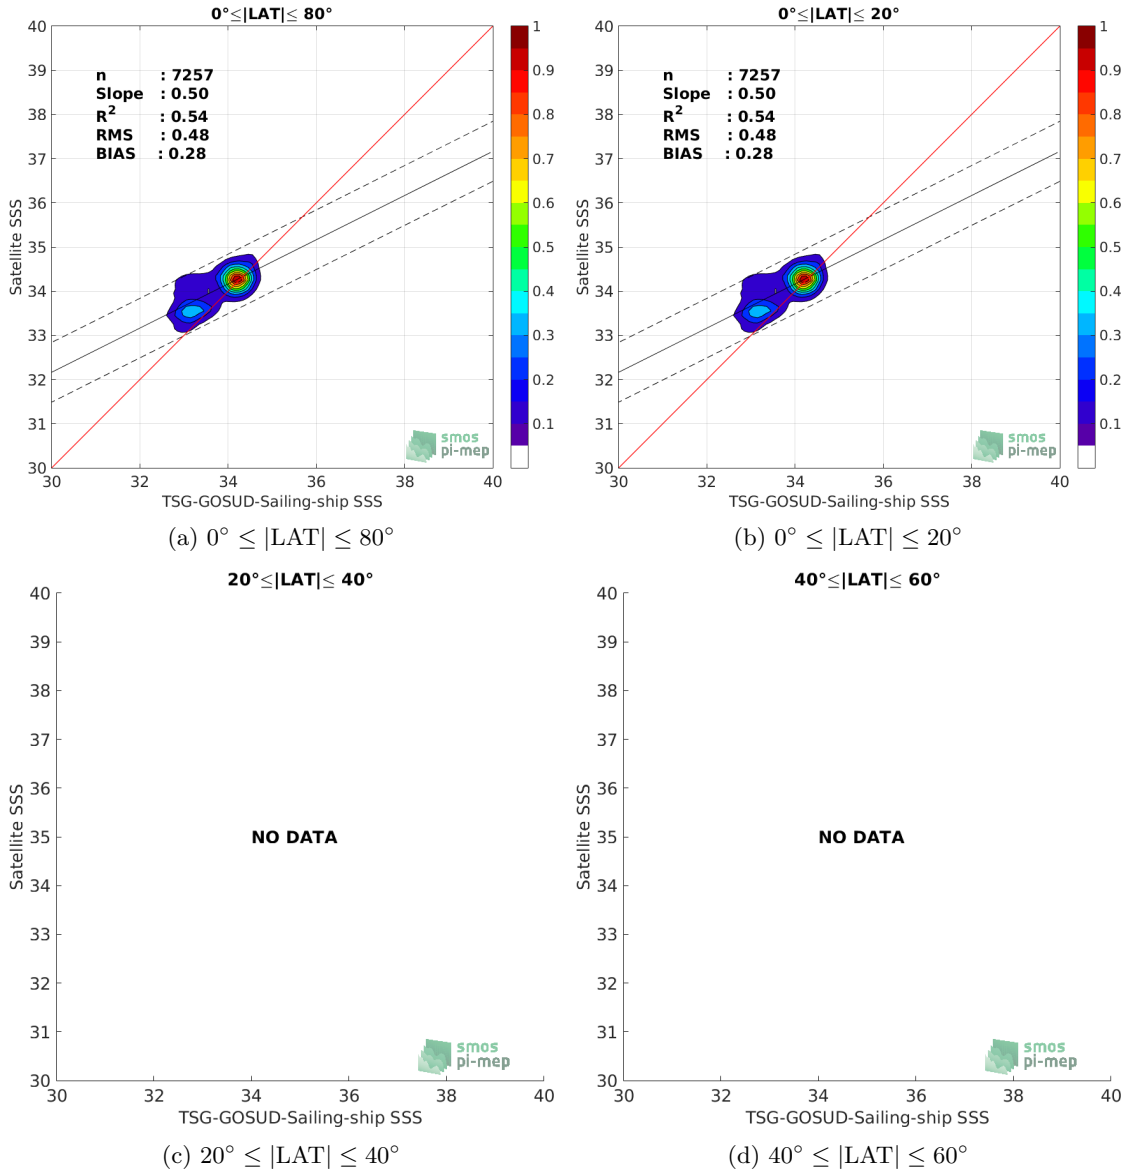 0°≤|LAT|≤ 80°
40
39
38
37
36
35
34
33
32
31
30
Satellite SSS
n : 7257
Slope : 0.50
R² : 0.54
RMS : 0.48
BIAS : 0.28
1
0.9
0.8
0.7
0.6
0.5
0.4
0.3
0.2
0.1
smos
pi-mep
30 32 34 36 38 40
TSG-GOSUD-Sailing-ship SSS
(a) 0° ≤ |LAT| ≤ 80°
0°≤|LAT|≤ 20°
40
39
38
37
36
35
34
33
32
31
30
Satellite SSS
n : 7257
Slope : 0.50
R² : 0.54
RMS : 0.48
BIAS : 0.28
1
0.9
0.8
0.7
0.6
0.5
0.4
0.3
0.2
0.1
smos
pi-mep
30 32 34 36 38 40
TSG-GOSUD-Sailing-ship SSS
(b) 0° ≤ |LAT| ≤ 20°
20°≤|LAT|≤ 40°
40
39
38
37
36
35
34
33
32
31
30
Satellite SSS
NO DATA
smos
pi-mep
30 32 34 36 38 40
TSG-GOSUD-Sailing-ship SSS
(c) 20° ≤ |LAT| ≤ 40°
40°≤|LAT|≤ 60°
40
39
38
37
36
35
34
33
32
31
30
Satellite SSS
NO DATA
smos
pi-mep
30 32 34 36 38 40
TSG-GOSUD-Sailing-ship SSS
(d) 40° ≤ |LAT| ≤ 60°